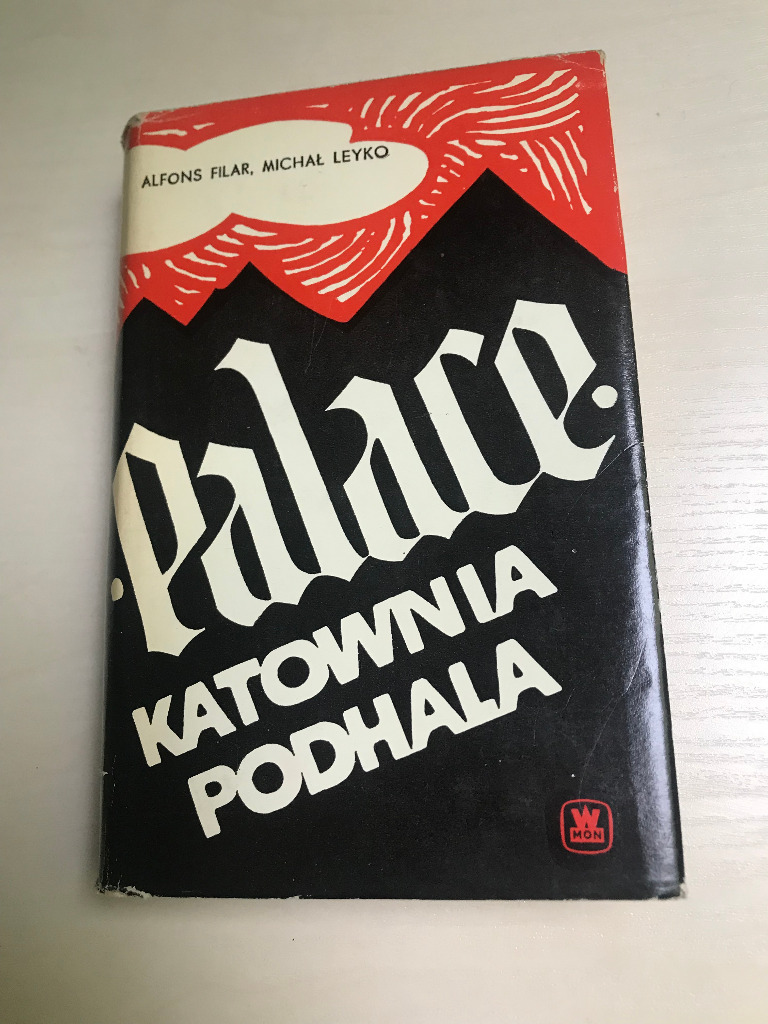 ALFONS FILAR, MICHAŁ LEYKO
·Palace·
KATOWNIA
PODHALA
W
MON